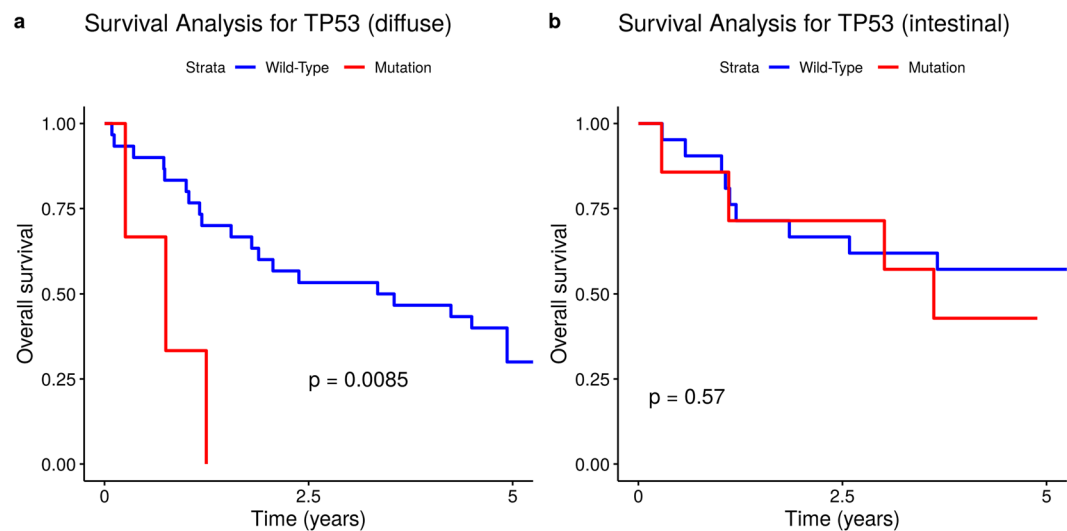 a Survival Analysis for TP53 (diffuse)
Strata Wild-Type Mutation
Overall survival
1.00
0.75
0.50
0.25
0.00
p = 0.0085
0 2.5 5
Time (years)
b Survival Analysis for TP53 (intestinal)
Strata Wild-Type Mutation
Overall survival
1.00
0.75
0.50
0.25
0.00
p = 0.57
0 2.5 5
Time (years)